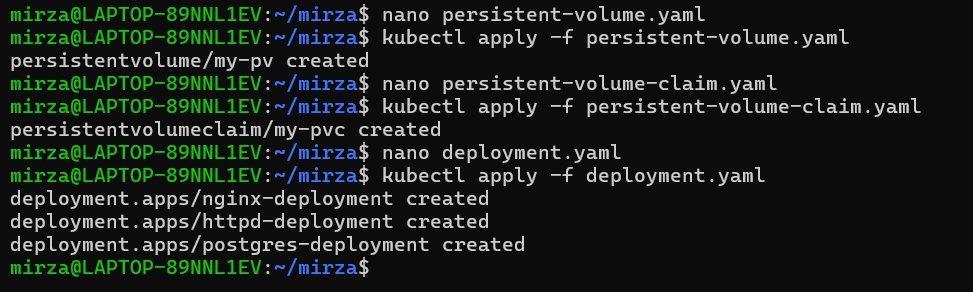 mirza@LAPTOP-89NNL1EV:~/mirza$ nano persistent-volume.yaml
mirza@LAPTOP-89NNL1EV:~/mirza$ kubectl apply -f persistent-volume.yaml
persistentvolume/my-pv created
mirza@LAPTOP-89NNL1EV:~/mirza$ nano persistent-volume-claim.yaml
mirza@LAPTOP-89NNL1EV:~/mirza$ kubectl apply -f persistent-volume-claim.yaml
persistentvolumeclaim/my-pvc created
mirza@LAPTOP-89NNL1EV:~/mirza$ nano deployment.yaml
mirza@LAPTOP-89NNL1EV:~/mirza$ kubectl apply -f deployment.yaml
deployment.apps/nginx-deployment created
deployment.apps/httpd-deployment created
deployment.apps/postgres-deployment created
mirza@LAPTOP-89NNL1EV:~/mirza$